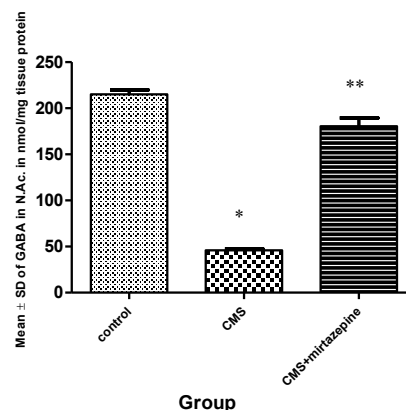 Mean ± SD of GABA in N.Ac. in nmol/mg tissue protein
250
200
150
100
50
0
*
**
control
CMS
CMS+mirtazepine
Group